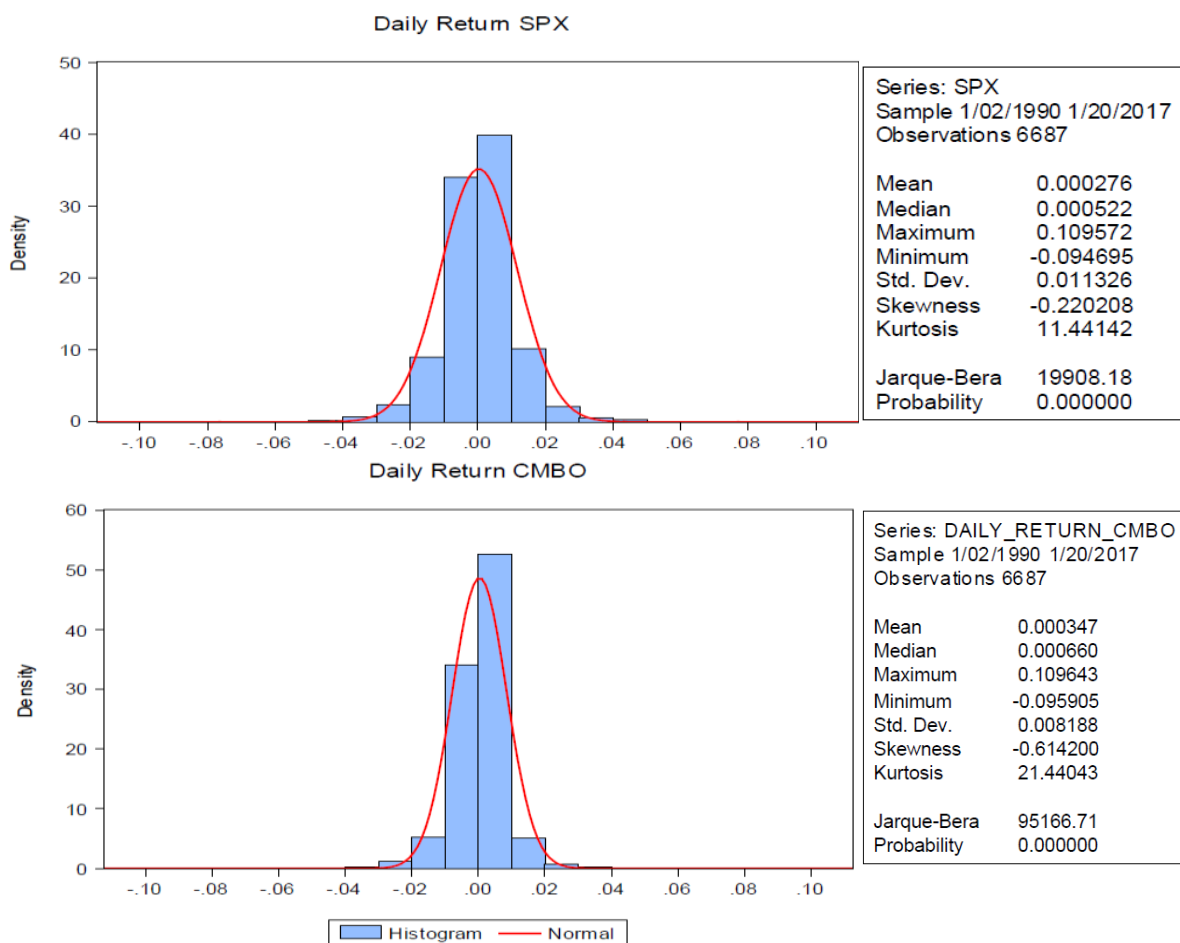 Daily Return SPX
50
40
30
20
10
0
Density
-.10 -.08 -.06 -.04 -.02 .00 .02 .04 .06 .08 .10
Series: SPX
Sample 1/02/1990 1/20/2017
Observations 6687
Mean 0.000276
Median 0.000522
Maximum 0.109572
Minimum -0.094695
Std. Dev. 0.011326
Skewness -0.220208
Kurtosis 11.44142
Jarque-Bera 19908.18
Probability 0.000000
Daily Return CMBO
60
50
40
30
20
10
0
Density
-.10 -.08 -.06 -.04 -.02 .00 .02 .04 .06 .08 .10
Series: DAILY_RETURN_CMBO
Sample 1/02/1990 1/20/2017
Observations 6687
Mean 0.000347
Median 0.000660
Maximum 0.109643
Minimum -0.095905
Std. Dev. 0.008188
Skewness -0.614200
Kurtosis 21.44043
Jarque-Bera 95166.71
Probability 0.000000
Histogram Normal